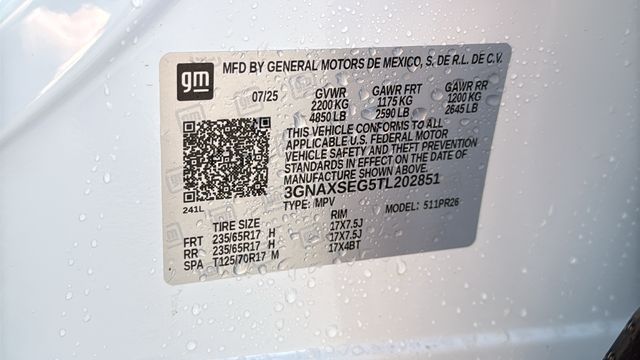 gm MFD BY GENERAL MOTORS DE MEXICO, S. DE R.L. DE C.V.
07/25 GVWR GAWR FRT GAWR RR
2200 KG 1175 KG 1200 KG
4850 LB 2590 LB 2645 LB
THIS VEHICLE CONFORMS TO ALL
APPLICABLE U.S. FEDERAL MOTOR
VEHICLE SAFETY AND THEFT PREVENTION
STANDARDS IN EFFECT ON THE DATE OF
MANUFACTURE SHOWN ABOVE.
3GNAXSEG5TL202851
241L TYPE: MPV MODEL: 511PR26
TIRE SIZE RIM
FRT 235/65R17 H 17X7.5J
RR 235/65R17 H 17X7.5J
SPA T125/70R17 M 17X4BT